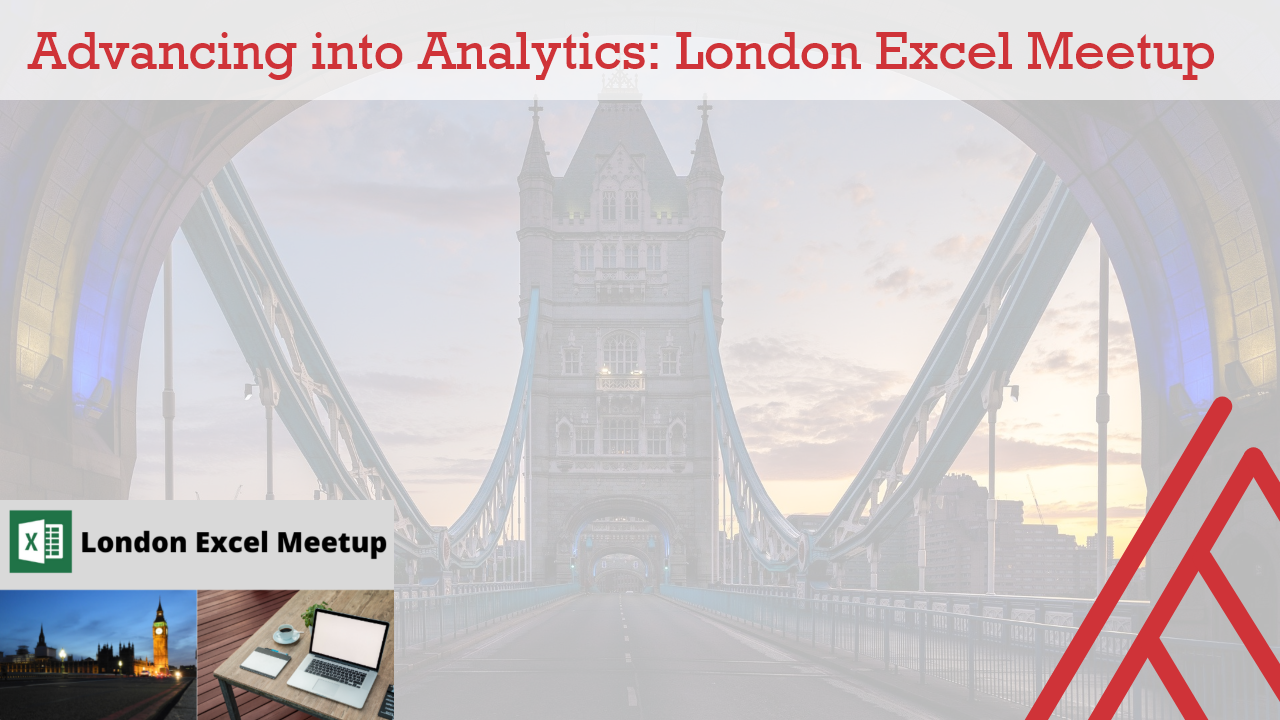 Advancing into Analytics: London Excel Meetup
X
London Excel Meetup